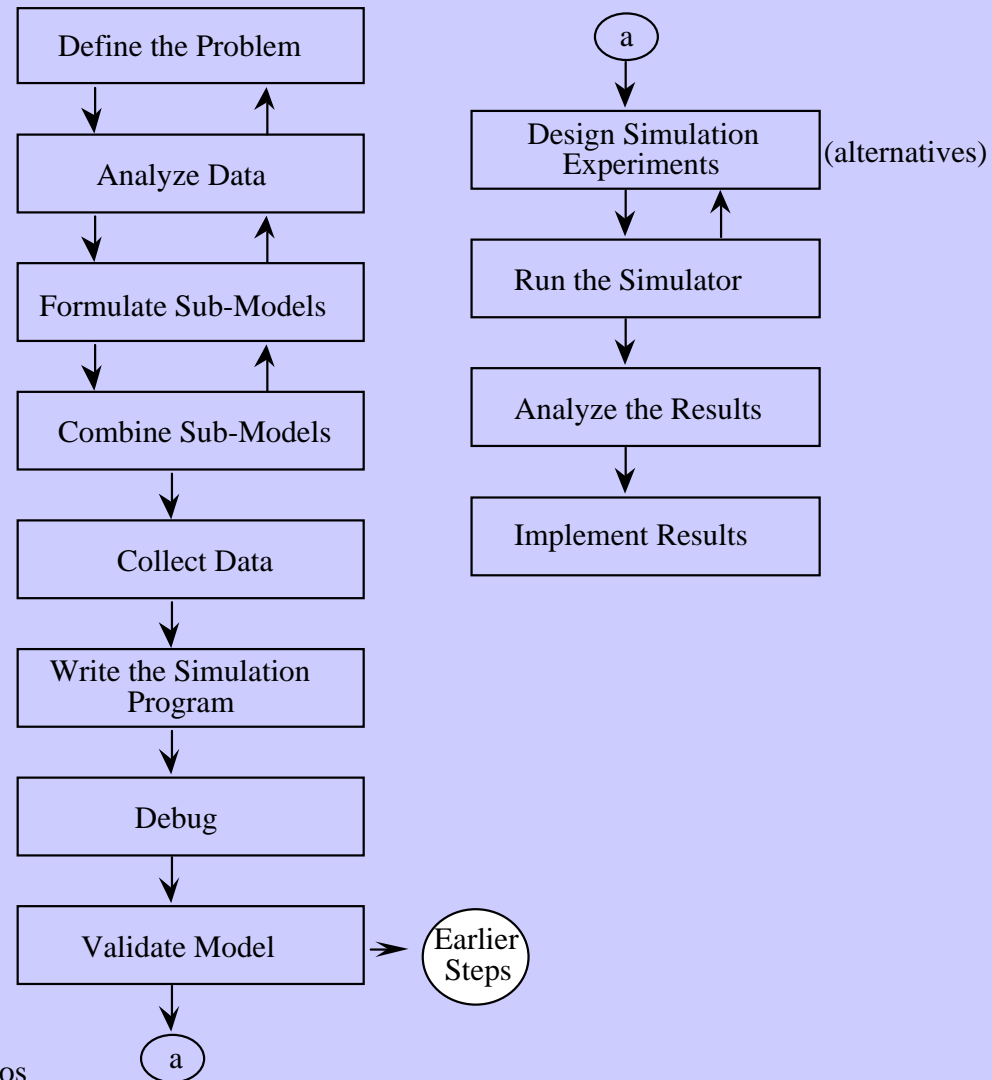 Define the Problem
Analyze Data
Formulate Sub-Models
Combine Sub-Models
Collect Data
Write the Simulation
Program
Debug
Validate Model
Earlier
Steps
a
a
Design Simulation
Experiments
(alternatives)
Run the Simulator
Analyze the Results
Implement Results